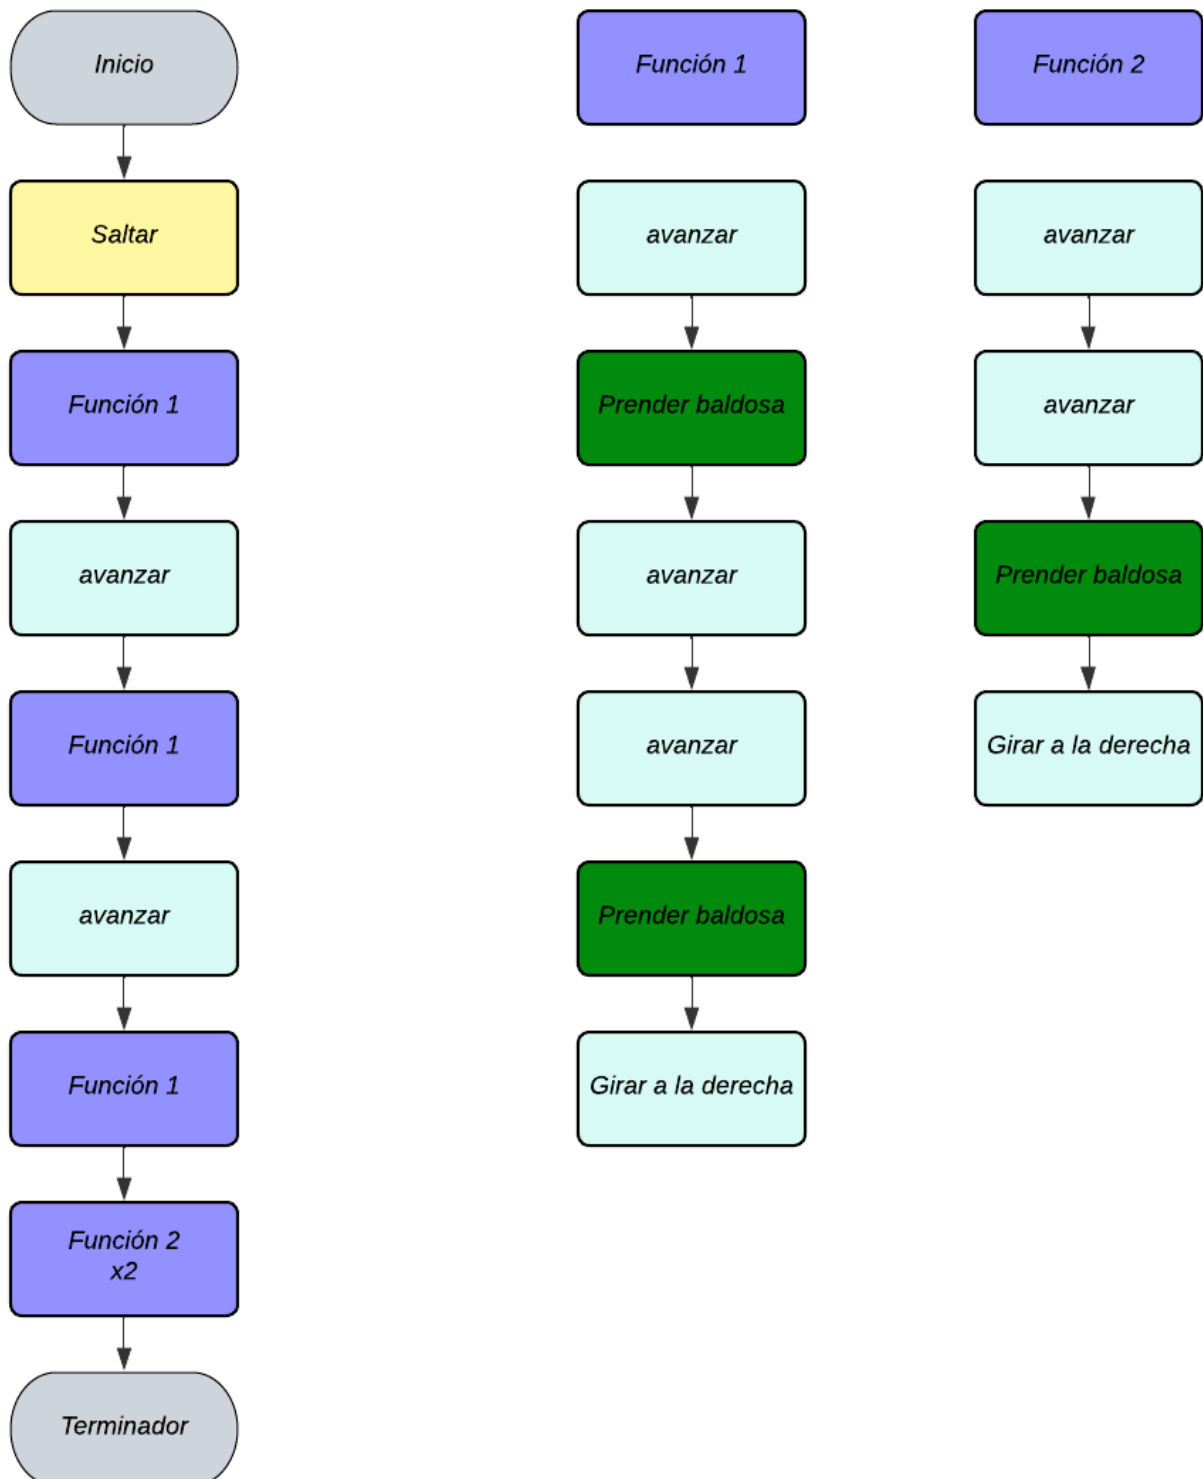 Inicio
Saltar
Función 1
avanzar
Función 1
avanzar
Función 1
Función 2
x2
Terminador
Función 1
avanzar
Prender baldosa
avanzar
avanzar
Prender baldosa
Girar a la derecha
Función 2
avanzar
avanzar
Prender baldosa
Girar a la derecha